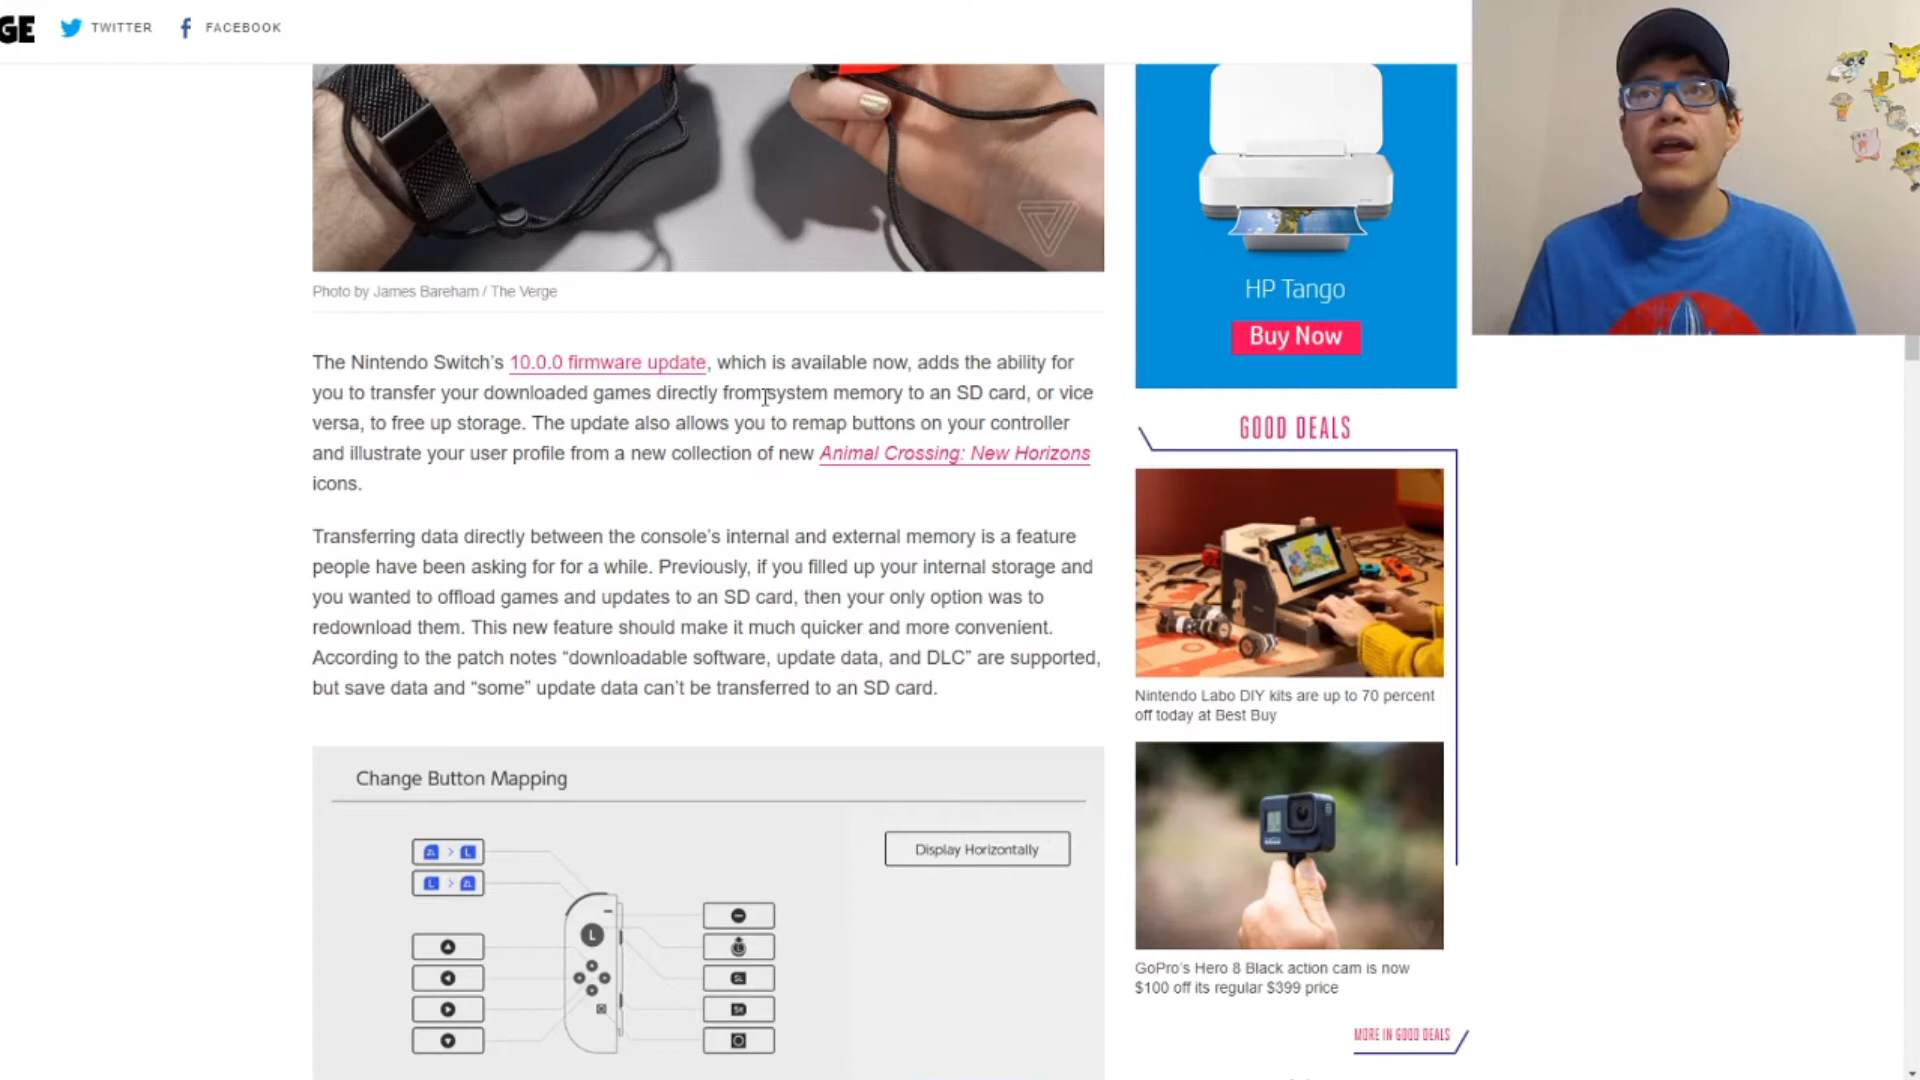 GE TWITTER FACEBOOK
Photo by James Bareham / The Verge
The Nintendo Switch's 10.0.0 firmware update, which is available now, adds the ability for
you to transfer your downloaded games directly from system memory to an SD card, or vice
versa, to free up storage. The update also allows you to remap buttons on your controller
and illustrate your user profile from a new collection of new Animal Crossing: New Horizons
icons.
Transferring data directly between the console's internal and external memory is a feature
people have been asking for for a while. Previously, if you filled up your internal storage and
you wanted to offload games and updates to an SD card, then your only option was to
redownload them. This new feature should make it much quicker and more convenient.
According to the patch notes “downloadable software, update data, and DLC” are supported,
but save data and “some” update data can't be transferred to an SD card.
Change Button Mapping
Display Horizontally
ZL > L
L > ZL
L
L
SL
SR
HP Tango
Buy Now
GOOD DEALS
Nintendo Labo DIY kits are up to 70 percent
off today at Best Buy
GoPro's Hero 8 Black action cam is now
$100 off its regular $399 price
MORE IN GOOD DEALS